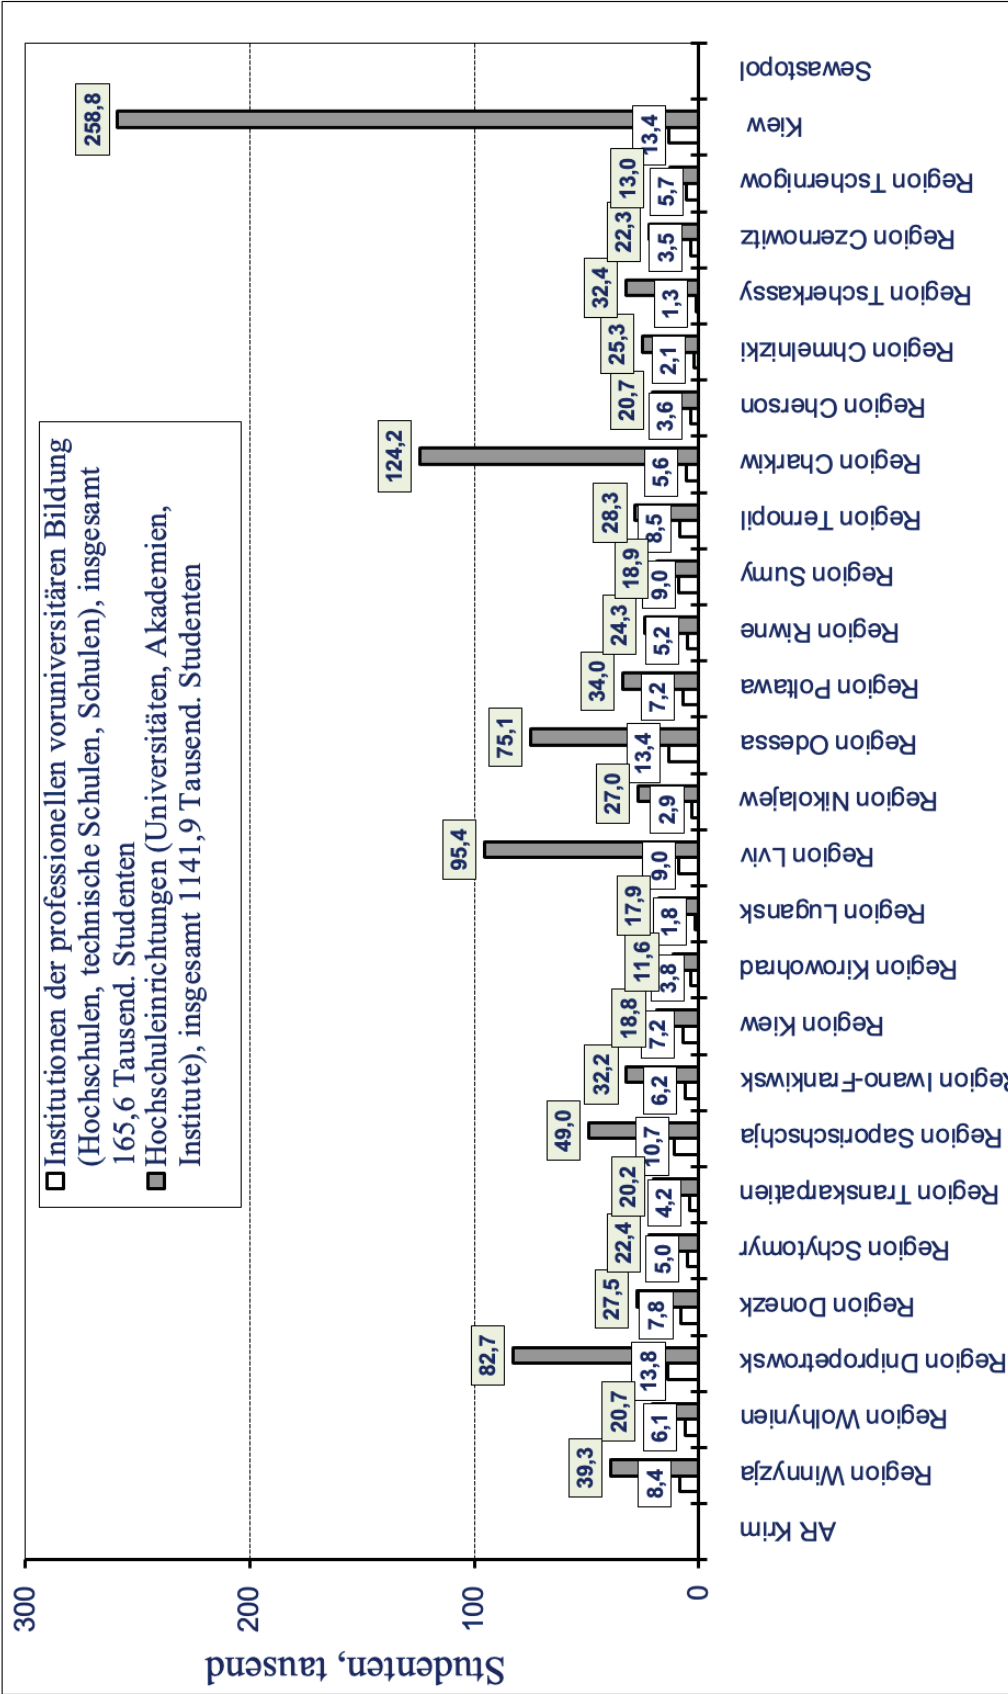 Institutionen der professionellen voruniversitären Bildung
(Hochschulen, technische Schulen, Schulen), insgesamt
165,6 Tausend. Studenten
Hochschuleinrichtungen (Universitäten, Akademien,
Institute), insgesamt 1141,9 Tausend. Studenten
Studenten, tausend
300
200
100
0
39,3
8,4
20,7
6,1
82,7
13,8
27,5
7,8
22,4
5,0
20,2
4,2
49,0
10,7
32,2
6,2
18,8
7,2
11,6
3,8
17,9
1,8
95,4
9,0
27,0
2,9
75,1
13,4
34,0
7,2
24,3
5,2
18,9
9,0
28,3
8,5
124,2
5,6
20,7
3,6
25,3
2,1
32,4
1,3
22,3
3,5
13,0
5,7
258,8
13,4
AR Krim
Region Winnyzja
Region Wolhynien
Region Dnipropetrowsk
Region Donezk
Region Schytomyr
Region Transkarpatien
Region Saporischschja
Region Iwano-Frankiwsk
Region Kiew
Region Kirowohrad
Region Lugansk
Region Lviv
Region Nikolajew
Region Odessa
Region Poltawa
Region Riwne
Region Sumy
Region Ternopil
Region Charkiw
Region Cherson
Region Chmelnizki
Region Tscherkassy
Region Czernowitz
Region Tschernigow
Kiew
Sewastopol